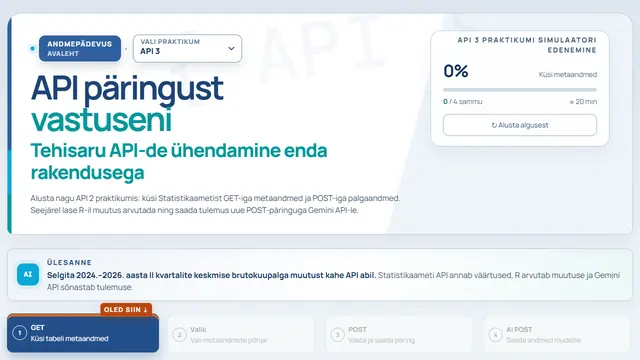 ANDMEPÄDEVUS
AVALEHT
VALI PRAKTIKUM
API 3
API
API päringust
vastuseni
Tehisaru API-de ühendamine enda
rakendusega
Alusta nagu API 2 praktikumis: küsi Statistikaametist GET-iga metaandmed ja POST-iga palgaandmed.
Seejärel lase R-il muutus arvutada ning saada tulemus uue POST-päringuga Gemini API-le.
API 3 PRAKTIKUMI SIMULAATORI
EDENEMINE
0%
Küsi metaandmed
0 / 4 sammu
≈ 20 min
↻ Alusta algusest
AI
ÜLESANNE
Selgita 2024.–2026. aasta II kvartalite keskmise brutokuupalga muutust kahe API abil. Statistikaameti API annab väärtused, R arvutab muutuse ja Gemini
API sõnastab tulemuse.
OLED SIIN ↓
1
GET
Küsi tabeli metaandmed
2
Valik
Vali metaandmete põhjal
3
POST
Vaata ja saada päring
4
AI POST
Saada andmed mudelile